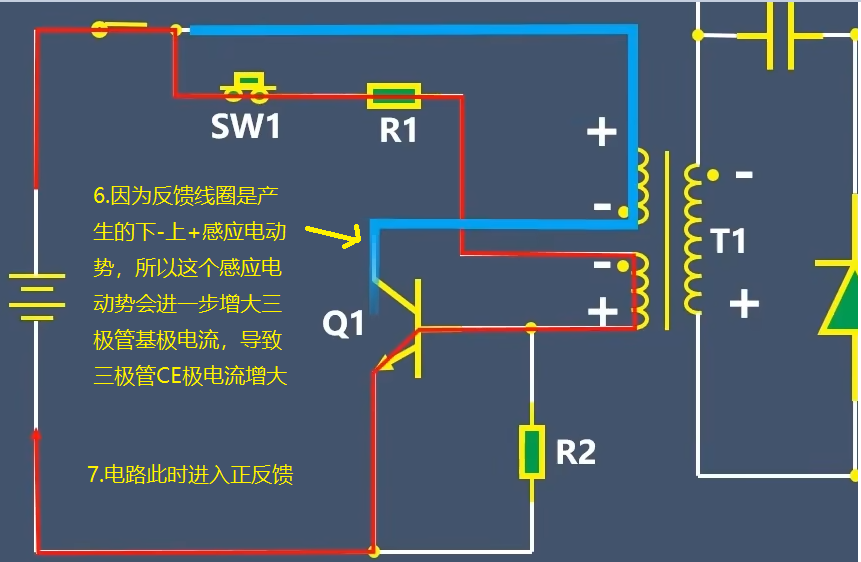 SW1
R1
+
-
-
+
-
+
T1
6.因为反馈线圈是产
生的下-上+感应电动
势，所以这个感应电
动势会进一步增大三
极管基极电流，导致
三极管CE极电流增大
Q1
R2
7.电路此时进入正反馈